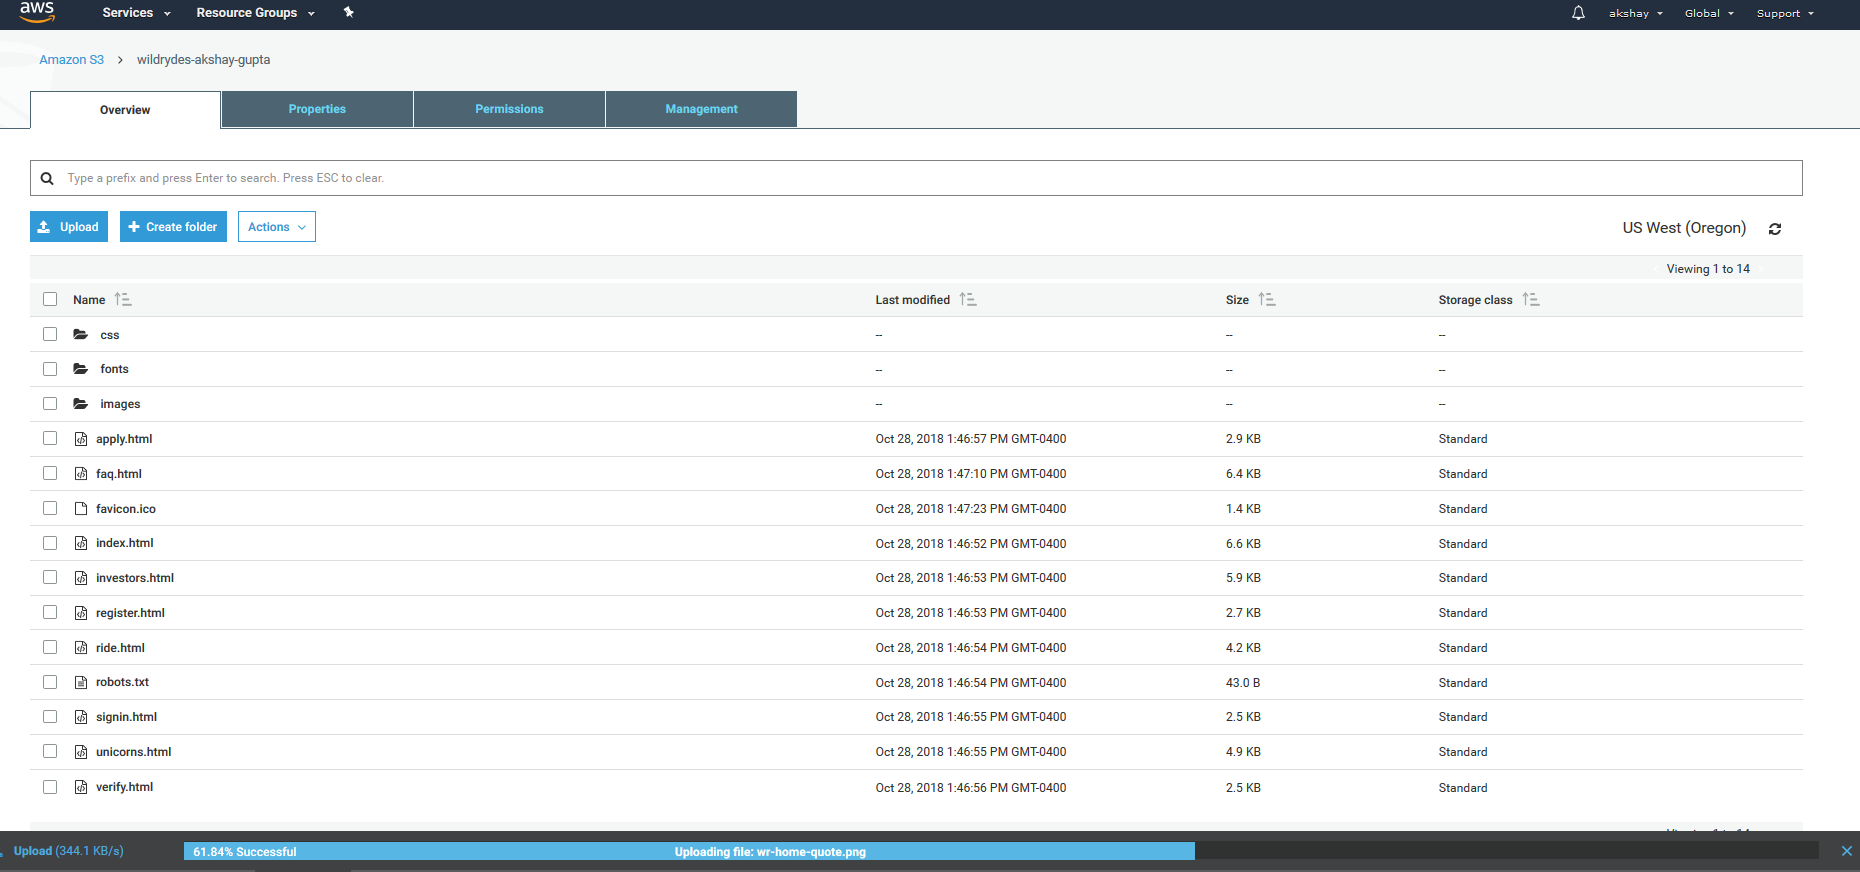 aws Services Resource Groups akshay Global Support
Amazon S3 > wildrydes-akshay-gupta
Overview Properties Permissions Management
Type a prefix and press Enter to search. Press ESC to clear.
Upload Create folder Actions US West (Oregon)
Viewing 1 to 14
Name Last modified Size Storage class
css -- -- --
fonts -- -- --
images -- -- --
apply.html Oct 28, 2018 1:46:57 PM GMT-0400 2.9 KB Standard
faq.html Oct 28, 2018 1:47:10 PM GMT-0400 6.4 KB Standard
favicon.ico Oct 28, 2018 1:47:23 PM GMT-0400 1.4 KB Standard
index.html Oct 28, 2018 1:46:52 PM GMT-0400 6.6 KB Standard
investors.html Oct 28, 2018 1:46:53 PM GMT-0400 5.9 KB Standard
register.html Oct 28, 2018 1:46:53 PM GMT-0400 2.7 KB Standard
ride.html Oct 28, 2018 1:46:54 PM GMT-0400 4.2 KB Standard
robots.txt Oct 28, 2018 1:46:54 PM GMT-0400 43.0 B Standard
signin.html Oct 28, 2018 1:46:55 PM GMT-0400 2.5 KB Standard
unicorns.html Oct 28, 2018 1:46:55 PM GMT-0400 4.9 KB Standard
verify.html Oct 28, 2018 1:46:56 PM GMT-0400 2.5 KB Standard
Upload (344.1 KB/s) 61.84% Successful Uploading file: wr-home-quote.png